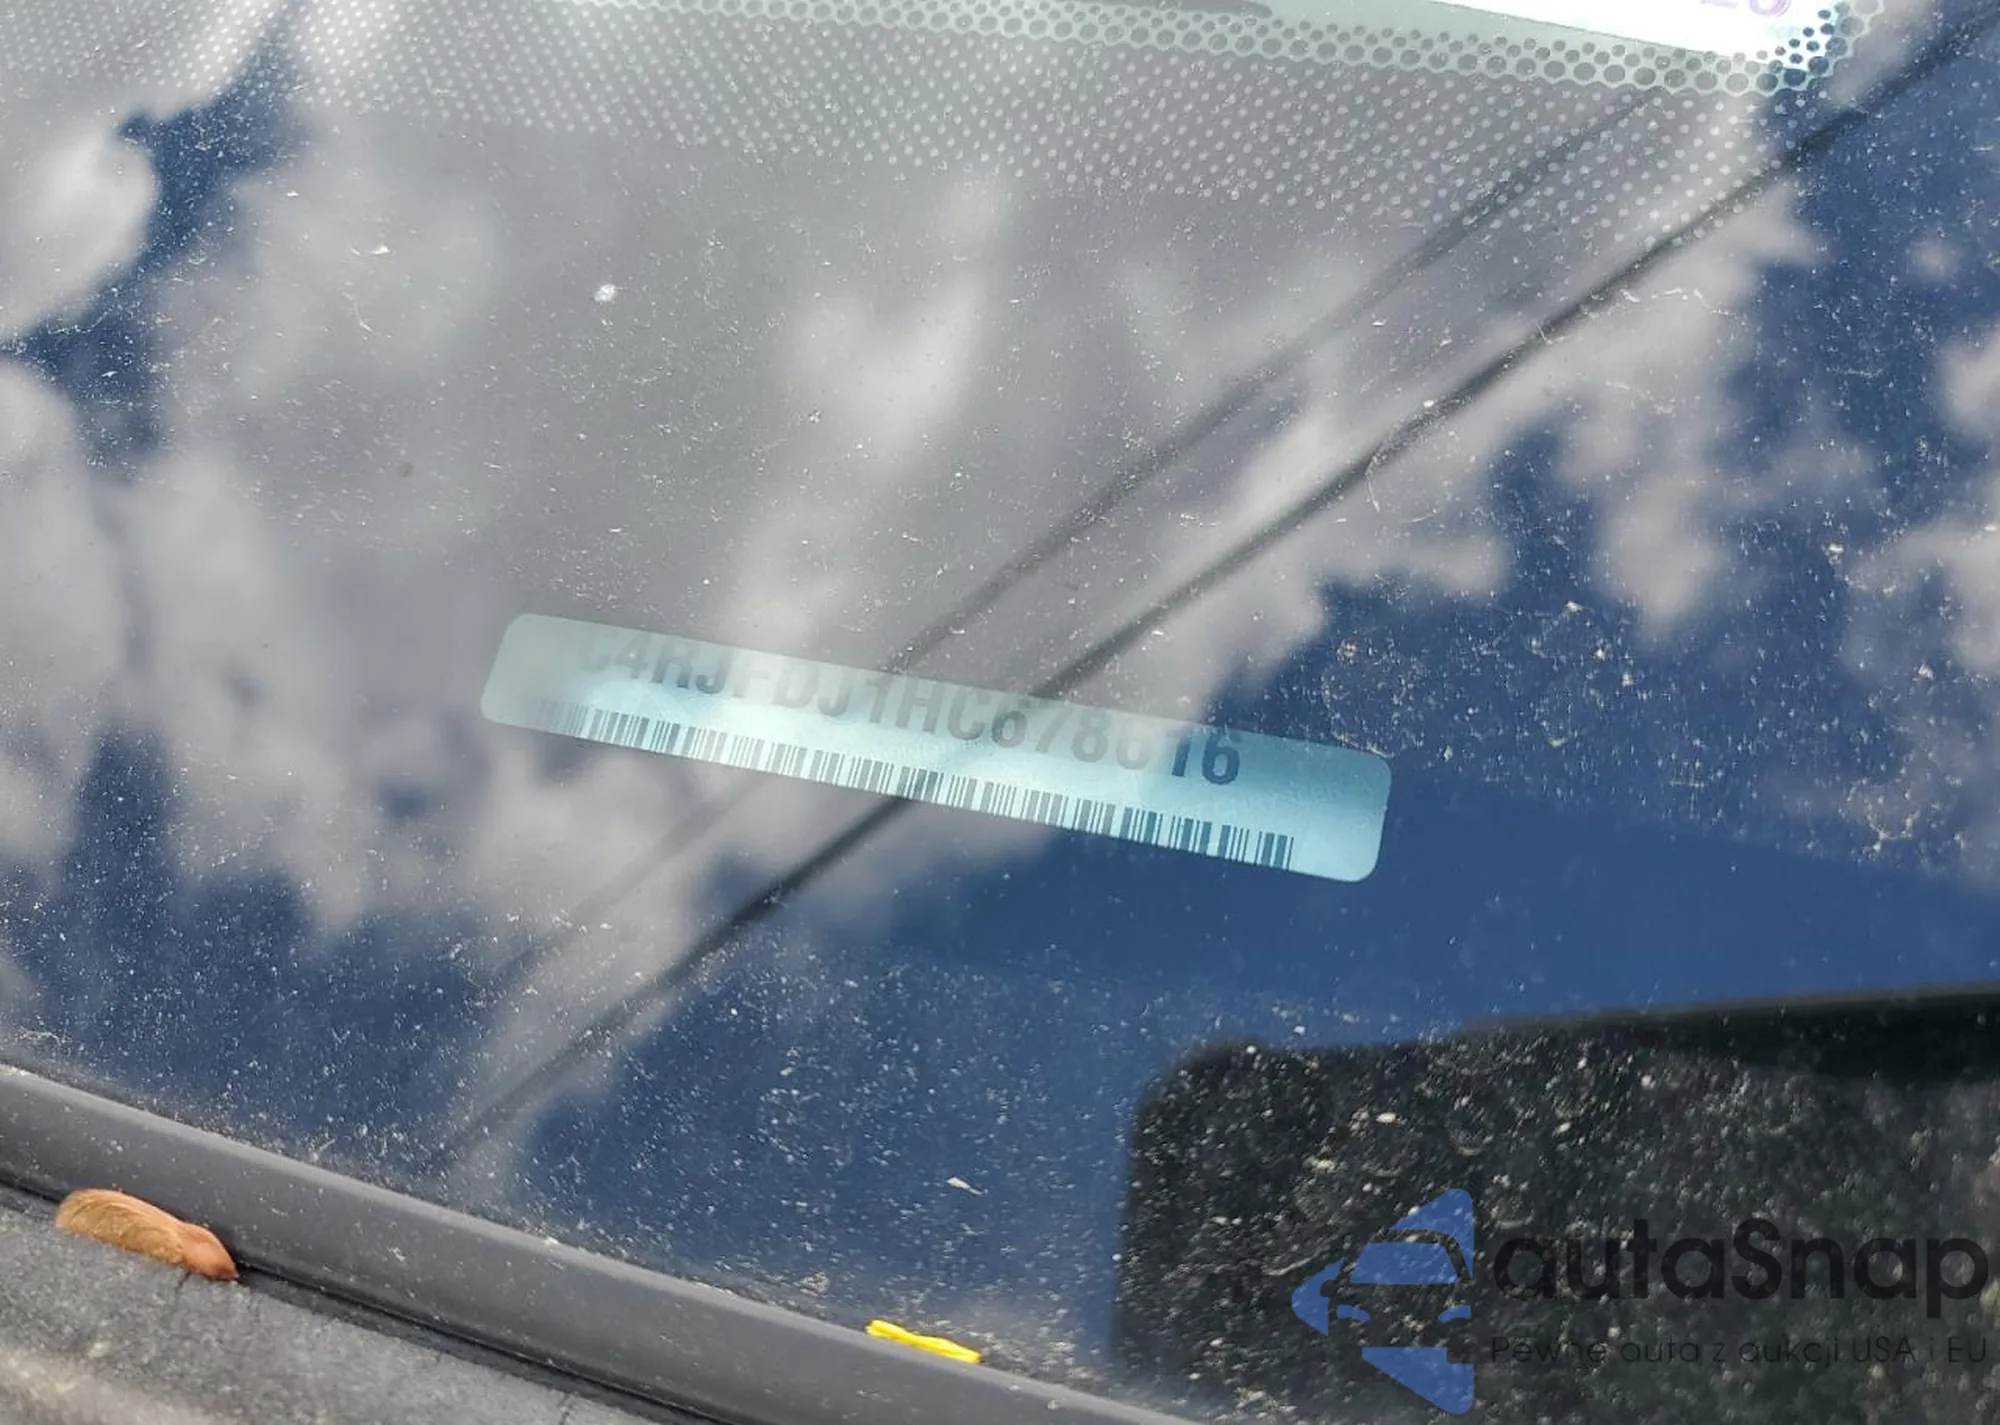 C4RJFDJ1HC678616
autaSnap
Pewne auta z aukcji USA i EU